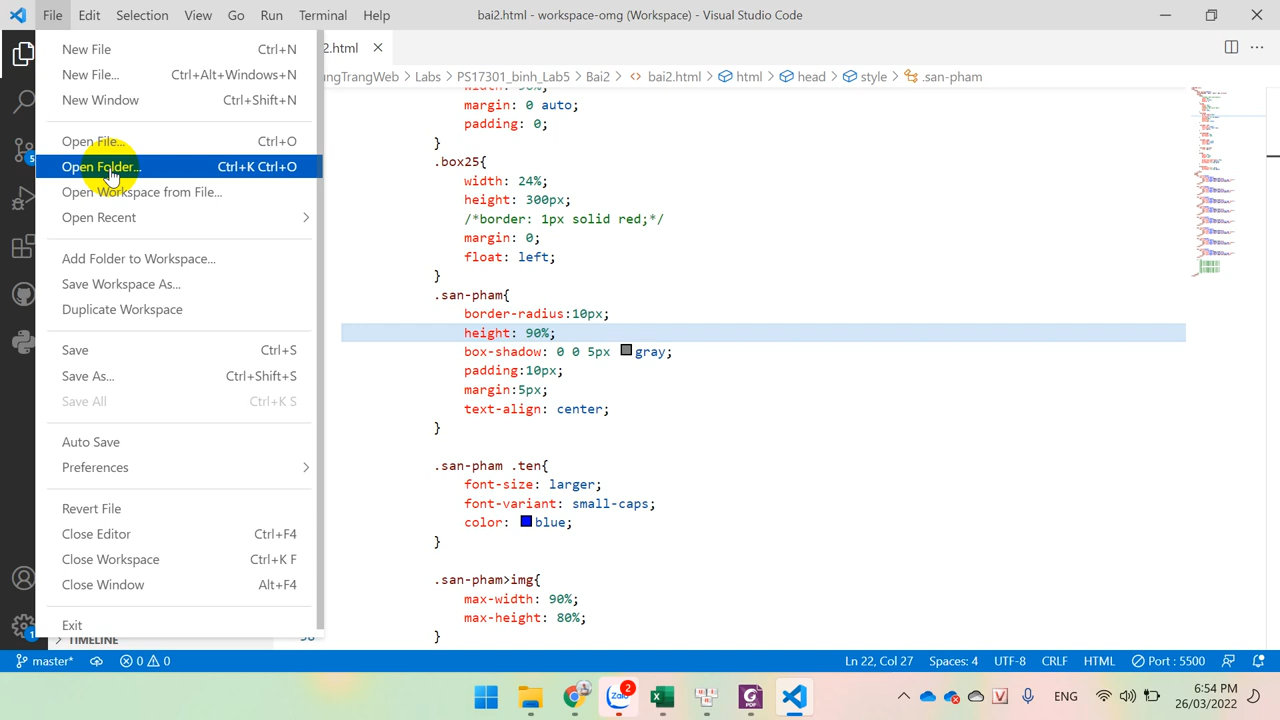 File Edit Selection View Go Run Terminal Help
bai2.html - workspace-omg (Workspace) - Visual Studio Code
New File Ctrl+N
New File... Ctrl+Alt+Windows+N
New Window Ctrl+Shift+N
Open File... Ctrl+O
Open Folder... Ctrl+K Ctrl+O
Open Workspace from File...
Open Recent
Add Folder to Workspace...
Save Workspace As...
Duplicate Workspace
Save Ctrl+S
Save As... Ctrl+Shift+S
Save All Ctrl+K S
Auto Save
Preferences
Revert File
Close Editor Ctrl+F4
Close Workspace Ctrl+K F
Close Window Alt+F4
Exit
TIMELINE
2.html
ungTrangWeb > Labs > PS17301_binh_Lab5 > Bai2 > bai2.html > html > head > style > .san-pham
margin: 0 auto;
padding: 0;
}
.box25{
width: 24%;
height: 300px;
/*border: 1px solid red;*/
margin: 0;
float: left;
}
.san-pham{
border-radius:10px;
height: 90%;
box-shadow: 0 0 5px gray;
padding:10px;
margin:5px;
text-align: center;
}
.san-pham .ten{
font-size: larger;
font-variant: small-caps;
color: blue;
}
.san-pham>img{
max-width: 90%;
max-height: 80%;
}
5
1
master* 0 0 Ln 22, Col 27 Spaces: 4 UTF-8 CRLF HTML Port : 5500
Zalo 2 PDF V ENG 6:54 PM
26/03/2022